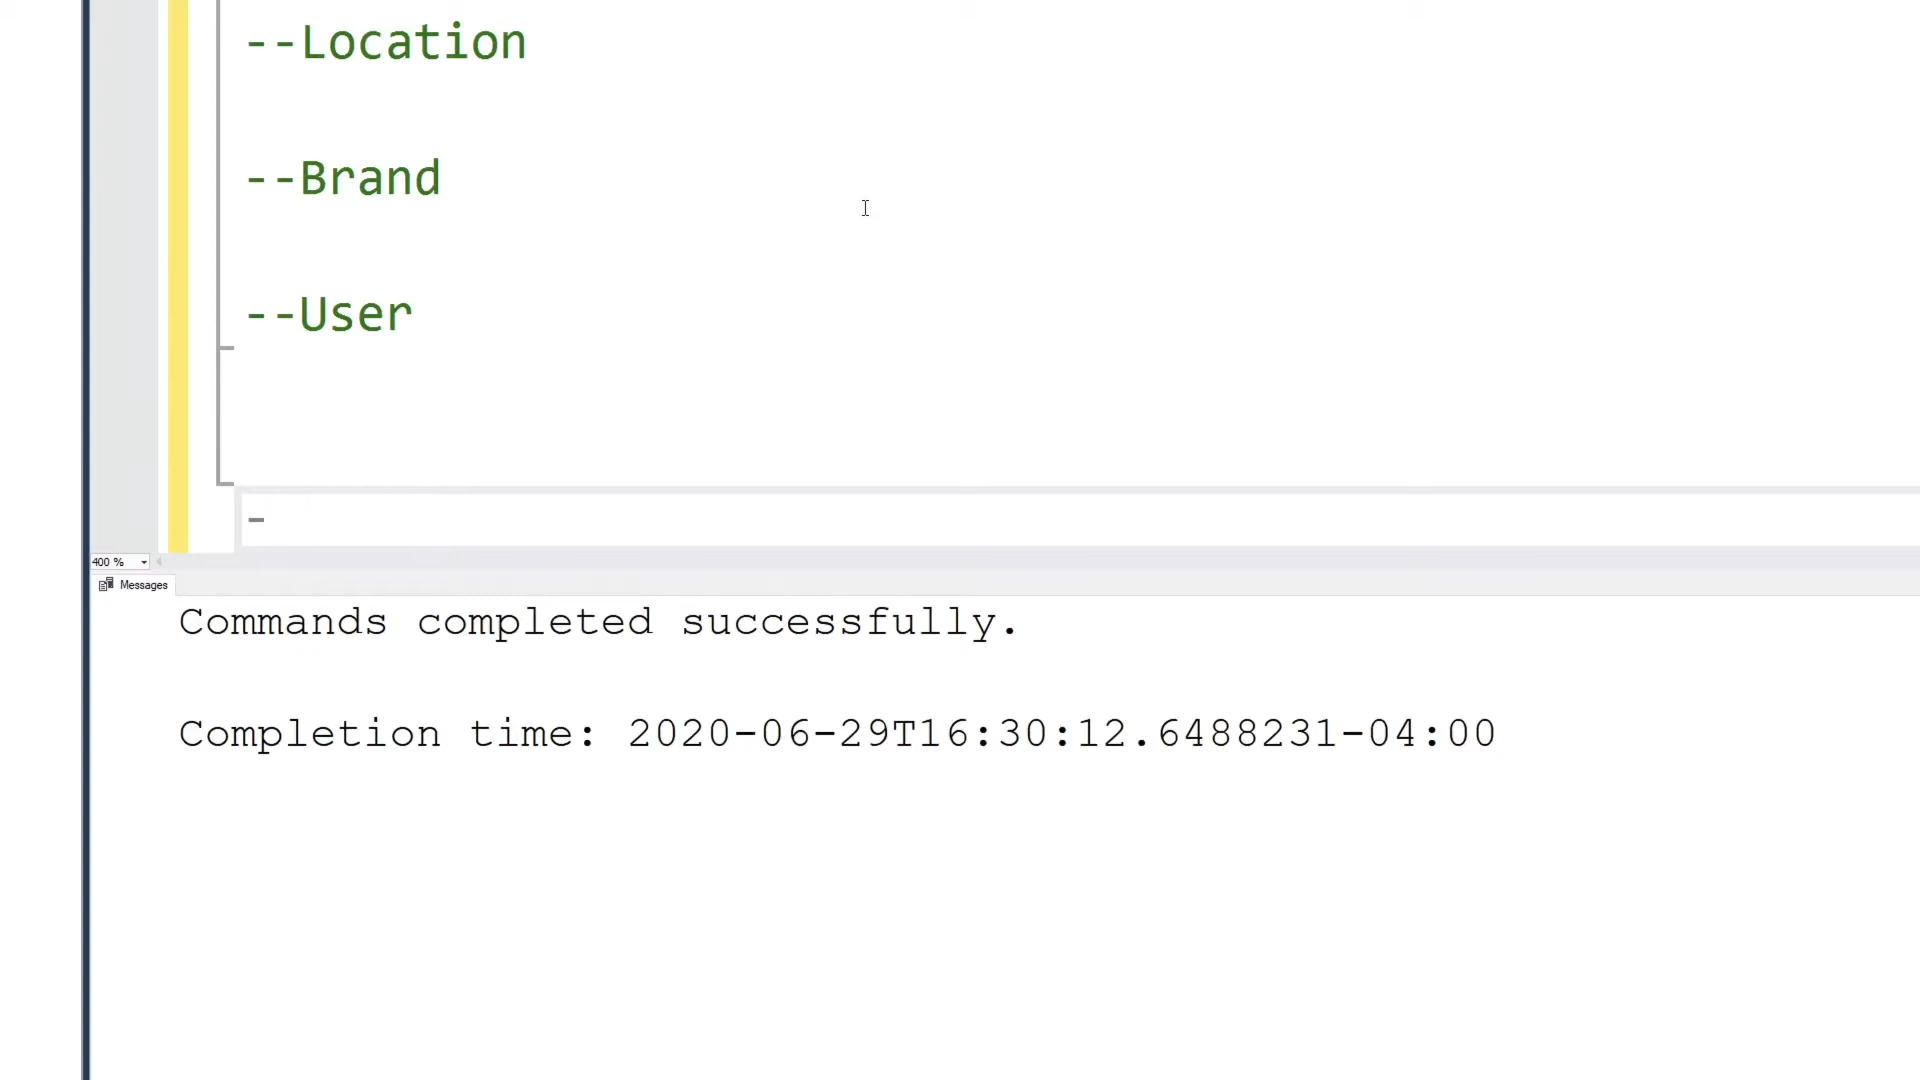 --Location
--Brand
--User
-
400 %
Messages
Commands completed successfully.
Completion time: 2020-06-29T16:30:12.6488231-04:00